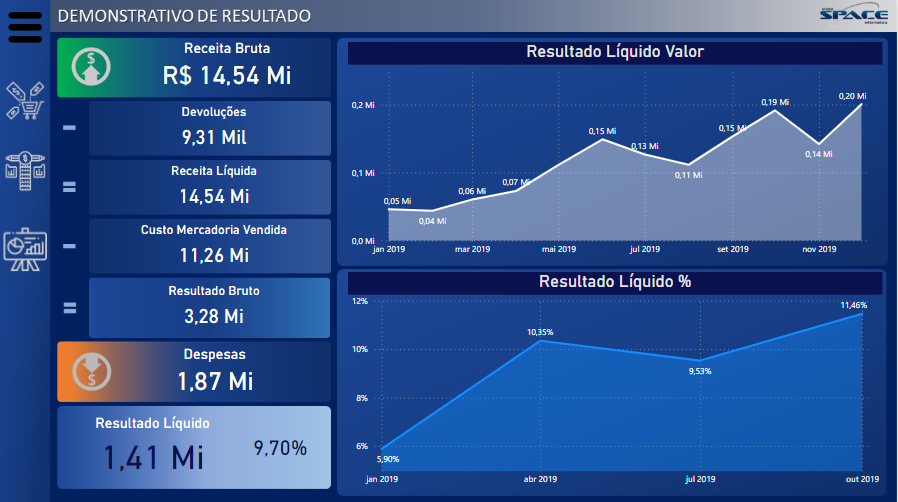 DEMONSTRATIVO DE RESULTADO
GRUPO
SPACE
informática
Receita Bruta
R$ 14,54 Mi
Devoluções
9,31 Mil
Receita Líquida
14,54 Mi
Custo Mercadoria Vendida
11,26 Mi
Resultado Bruto
3,28 Mi
Despesas
1,87 Mi
Resultado Líquido
1,41 Mi
9,70%
Resultado Líquido Valor
0,2 Mi
0,1 Mi
0,0 Mi
0,05 Mi
0,04 Mi
0,06 Mi
0,07 Mi
0,15 Mi
0,13 Mi
0,11 Mi
0,15 Mi
0,19 Mi
0,14 Mi
0,20 Mi
jan 2019
mar 2019
mai 2019
jul 2019
set 2019
nov 2019
Resultado Líquido %
12%
10%
8%
6%
5,90%
10,35%
9,53%
11,46%
jan 2019
abr 2019
jul 2019
out 2019